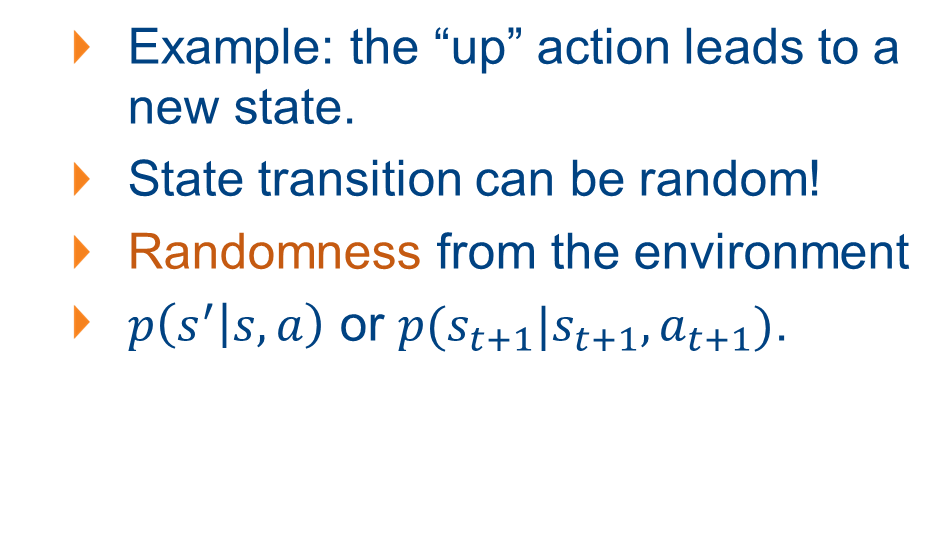 Example: the “up” action leads to a
new state.
State transition can be random!
Randomness from the environment
𝑝(𝑠′|𝑠, 𝑎) or 𝑝(𝑠ₜ₊₁|𝑠ₜ₊₁, 𝑎ₜ₊₁).